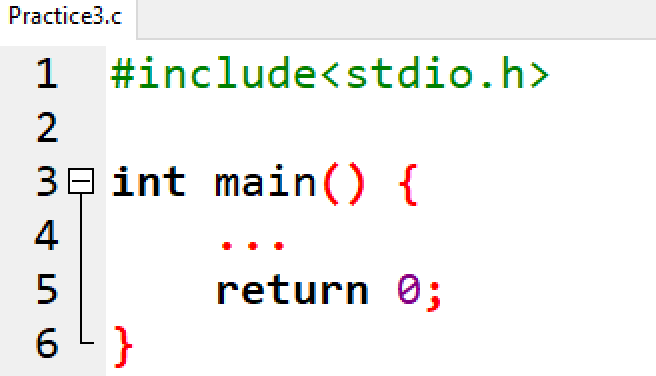 Practice3.c
1 #include<stdio.h>
2
3 int main() {
4 ...
5 return 0;
6 }